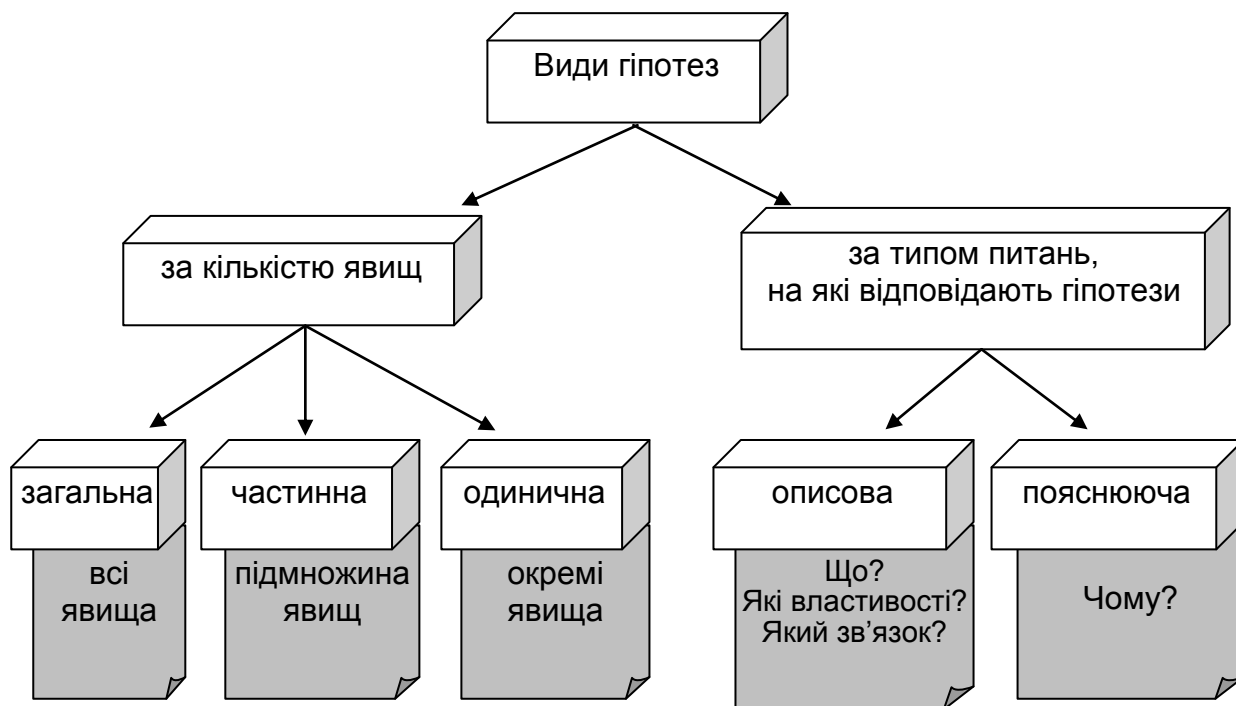 Види гіпотез
за кількістю явищ
за типом питань,
на які відповідають гіпотези
загальна
частинна
одинична
описова
пояснююча
всі
явища
підмножина
явищ
окремі
явища
Що?
Які властивості?
Який зв’язок?
Чому?